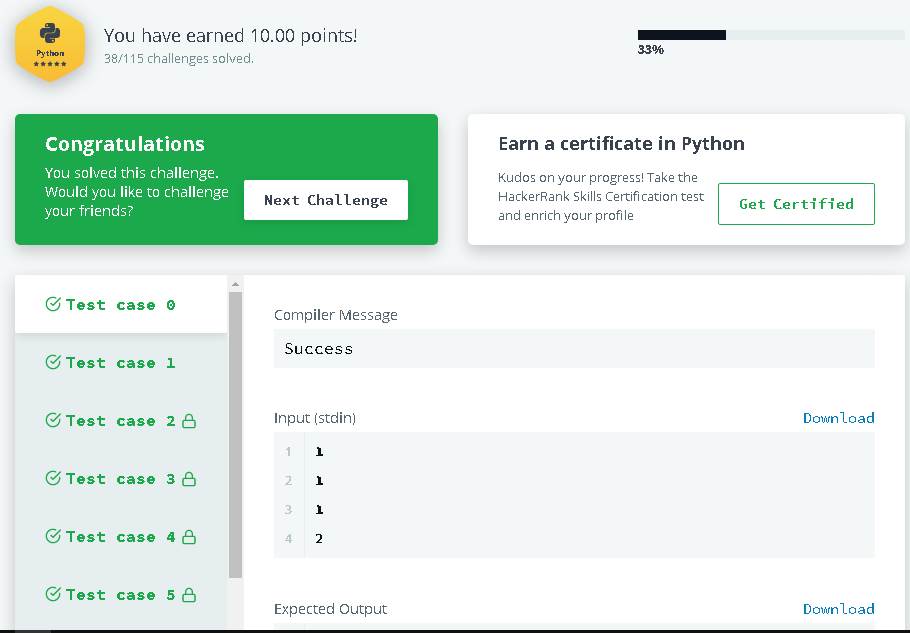 Python
★★★★★
You have earned 10.00 points!
38/115 challenges solved.
33%
Congratulations
You solved this challenge.
Would you like to challenge
your friends?
Next Challenge
Earn a certificate in Python
Kudos on your progress! Take the
HackerRank Skills Certification test
and enrich your profile
Get Certified
Test case 0
Test case 1
Test case 2
Test case 3
Test case 4
Test case 5
Compiler Message
Success
Input (stdin)
Download
1 1
2 1
3 1
4 2
Expected Output
Download